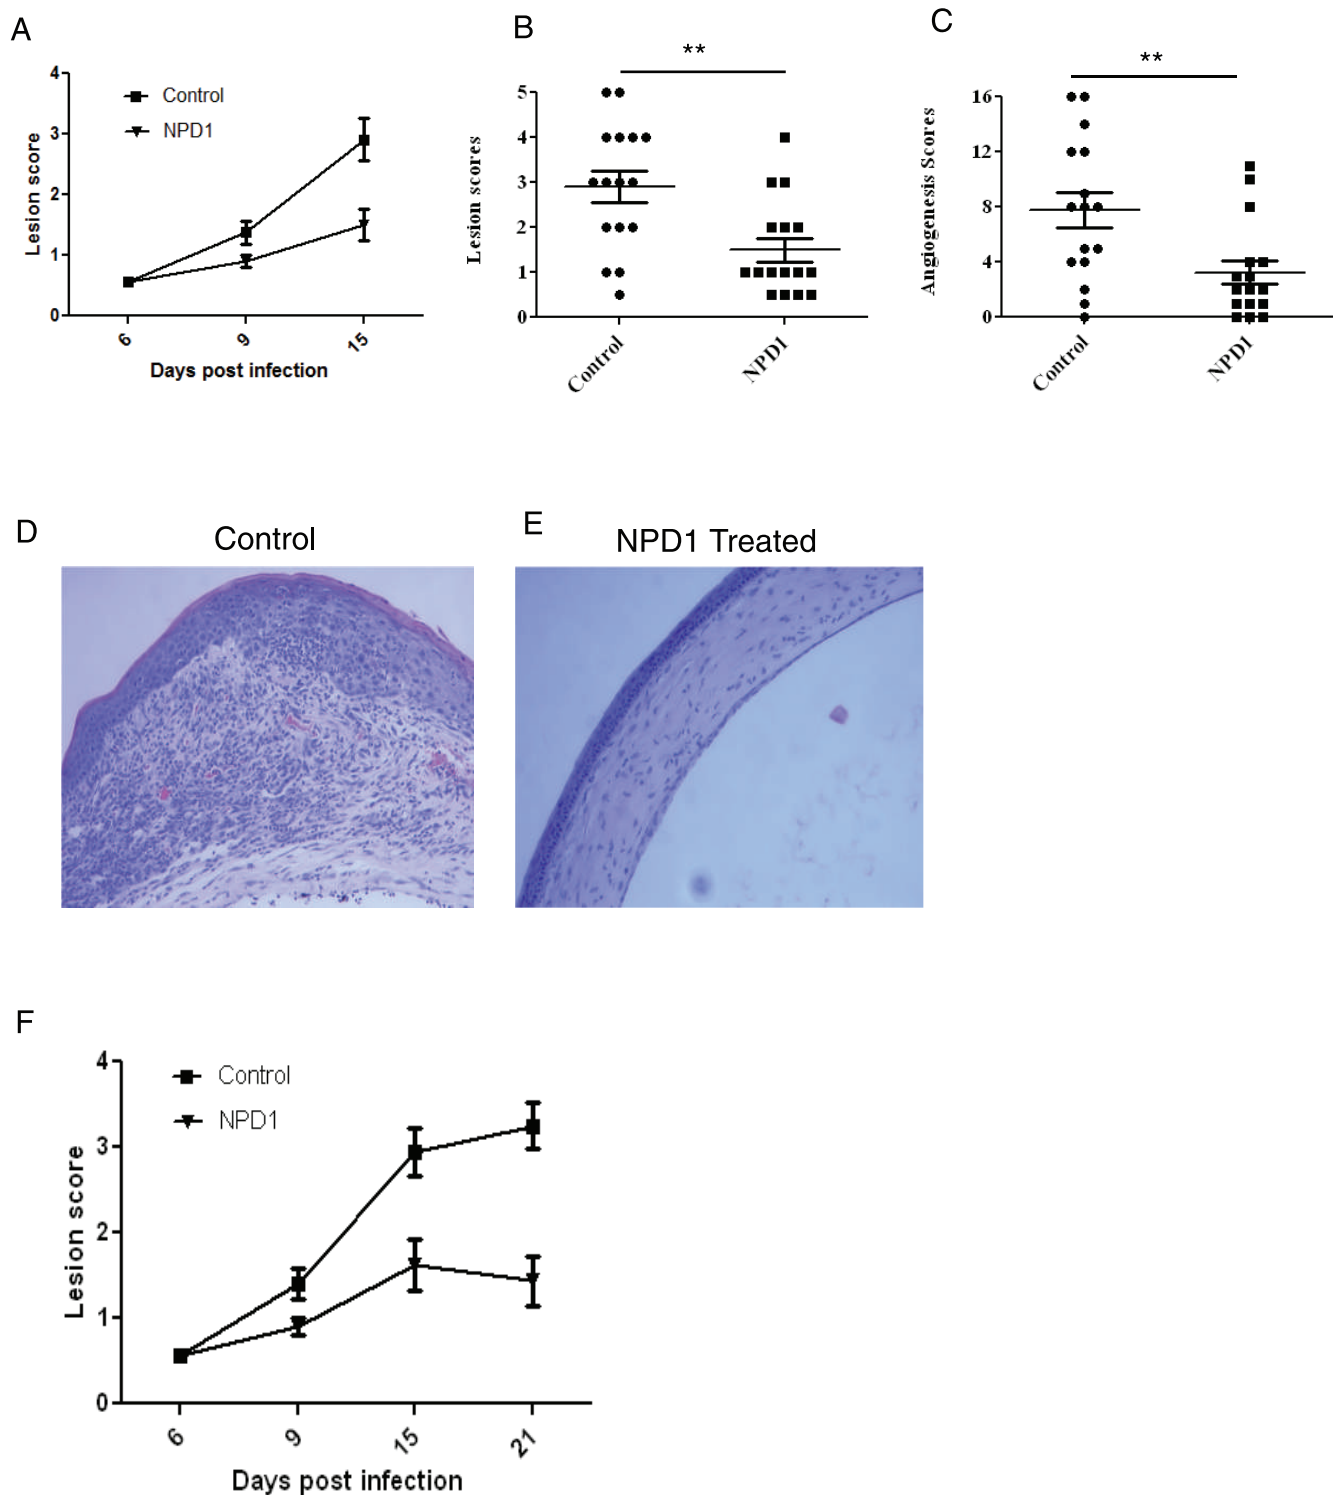 A
4
3
2
1
0
Lesion score
Control
NPD1
6
9
15
Days post infection
B
**
5
4
3
2
1
0
Lesion scores
Control
NPD1
C
**
16
12
8
4
0
Angiogenesis Scores
Control
NPD1
D
Control
E
NPD1 Treated
F
4
3
2
1
0
Lesion score
Control
NPD1
6
9
15
21
Days post infection